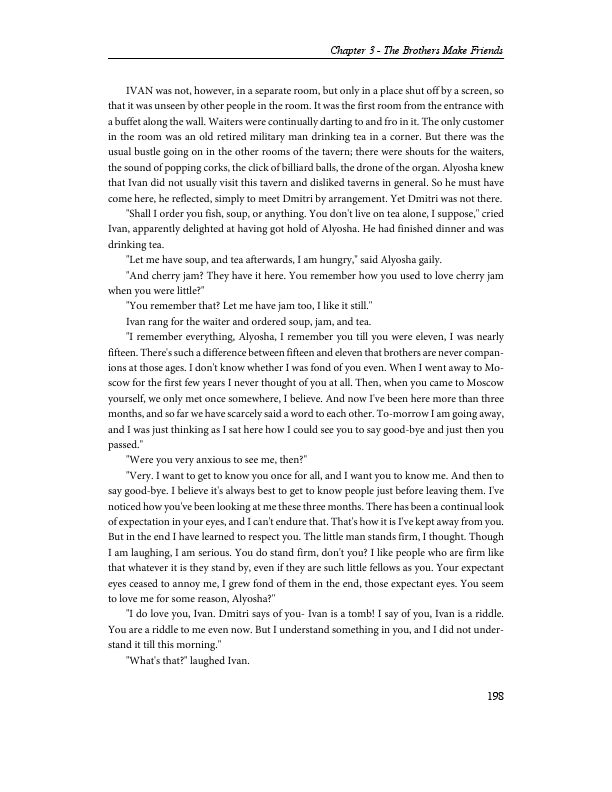 Chapter 3 - The Brothers Make Friends
IVAN was not, however, in a separate room, but only in a place shut off by a screen, so
that it was unseen by other people in the room. It was the first room from the entrance with
a buffet along the wall. Waiters were continually darting to and fro in it. The only customer
in the room was an old retired military man drinking tea in a corner. But there was the
usual bustle going on in the other rooms of the tavern; there were shouts for the waiters,
the sound of popping corks, the click of billiard balls, the drone of the organ. Alyosha knew
that Ivan did not usually visit this tavern and disliked taverns in general. So he must have
come here, he reflected, simply to meet Dmitri by arrangement. Yet Dmitri was not there.
"Shall I order you fish, soup, or anything. You don't live on tea alone, I suppose," cried
Ivan, apparently delighted at having got hold of Alyosha. He had finished dinner and was
drinking tea.
"Let me have soup, and tea afterwards, I am hungry," said Alyosha gaily.
"And cherry jam? They have it here. You remember how you used to love cherry jam
when you were little?"
"You remember that? Let me have jam too, I like it still."
Ivan rang for the waiter and ordered soup, jam, and tea.
"I remember everything, Alyosha, I remember you till you were eleven, I was nearly
fifteen. There's such a difference between fifteen and eleven that brothers are never compan-
ions at those ages. I don't know whether I was fond of you even. When I went away to Mo-
scow for the first few years I never thought of you at all. Then, when you came to Moscow
yourself, we only met once somewhere, I believe. And now I've been here more than three
months, and so far we have scarcely said a word to each other. To-morrow I am going away,
and I was just thinking as I sat here how I could see you to say good-bye and just then you
passed."
"Were you very anxious to see me, then?"
"Very. I want to get to know you once for all, and I want you to know me. And then to
say good-bye. I believe it's always best to get to know people just before leaving them. I've
noticed how you've been looking at me these three months. There has been a continual look
of expectation in your eyes, and I can't endure that. That's how it is I've kept away from you.
But in the end I have learned to respect you. The little man stands firm, I thought. Though
I am laughing, I am serious. You do stand firm, don't you? I like people who are firm like
that whatever it is they stand by, even if they are such little fellows as you. Your expectant
eyes ceased to annoy me, I grew fond of them in the end, those expectant eyes. You seem
to love me for some reason, Alyosha?"
"I do love you, Ivan. Dmitri says of you- Ivan is a tomb! I say of you, Ivan is a riddle.
You are a riddle to me even now. But I understand something in you, and I did not under-
stand it till this morning."
"What's that?" laughed Ivan.
198